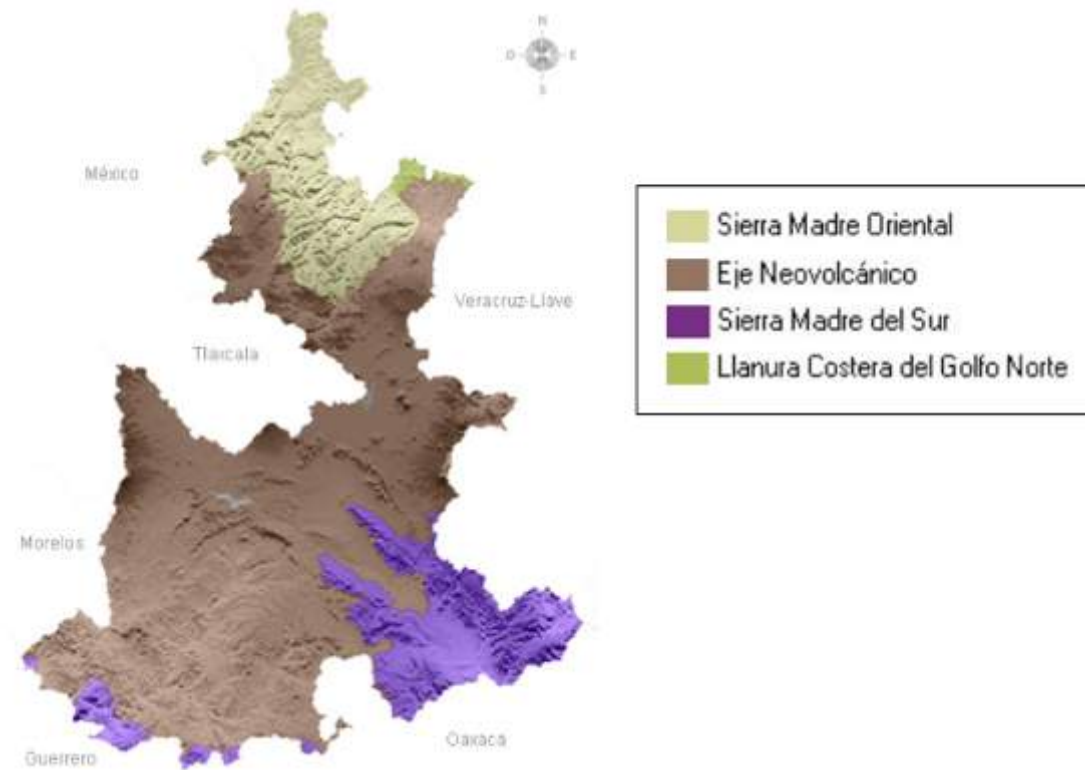 N
O
E
S
México
Veracruz-Llave
Tlaxcala
Morelos
Oaxaca
Guerrero
Sierra Madre Oriental
Eje Neovolcánico
Sierra Madre del Sur
Llanura Costera del Golfo Norte